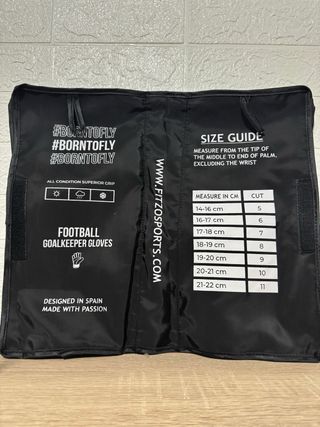 #BORNTOFLY
#BORNTOFLY
#BORNTOFLY
ALL CONDITION SUPERIOR GRIP
FOOTBALL
GOALKEEPER GLOVES
DESIGNED IN SPAIN
MADE WITH PASSION
WWW.FITZOSPORTS.COM
SIZE GUIDE
MEASURE FROM THE TIP OF
THE MIDDLE TO END OF PALM,
EXCLUDING THE WRIST
MEASURE IN CM CUT
14-16 cm 5
16-17 cm 6
17-18 cm 7
18-19 cm 8
19-20 cm 9
20-21 cm 10
21-22 cm 11